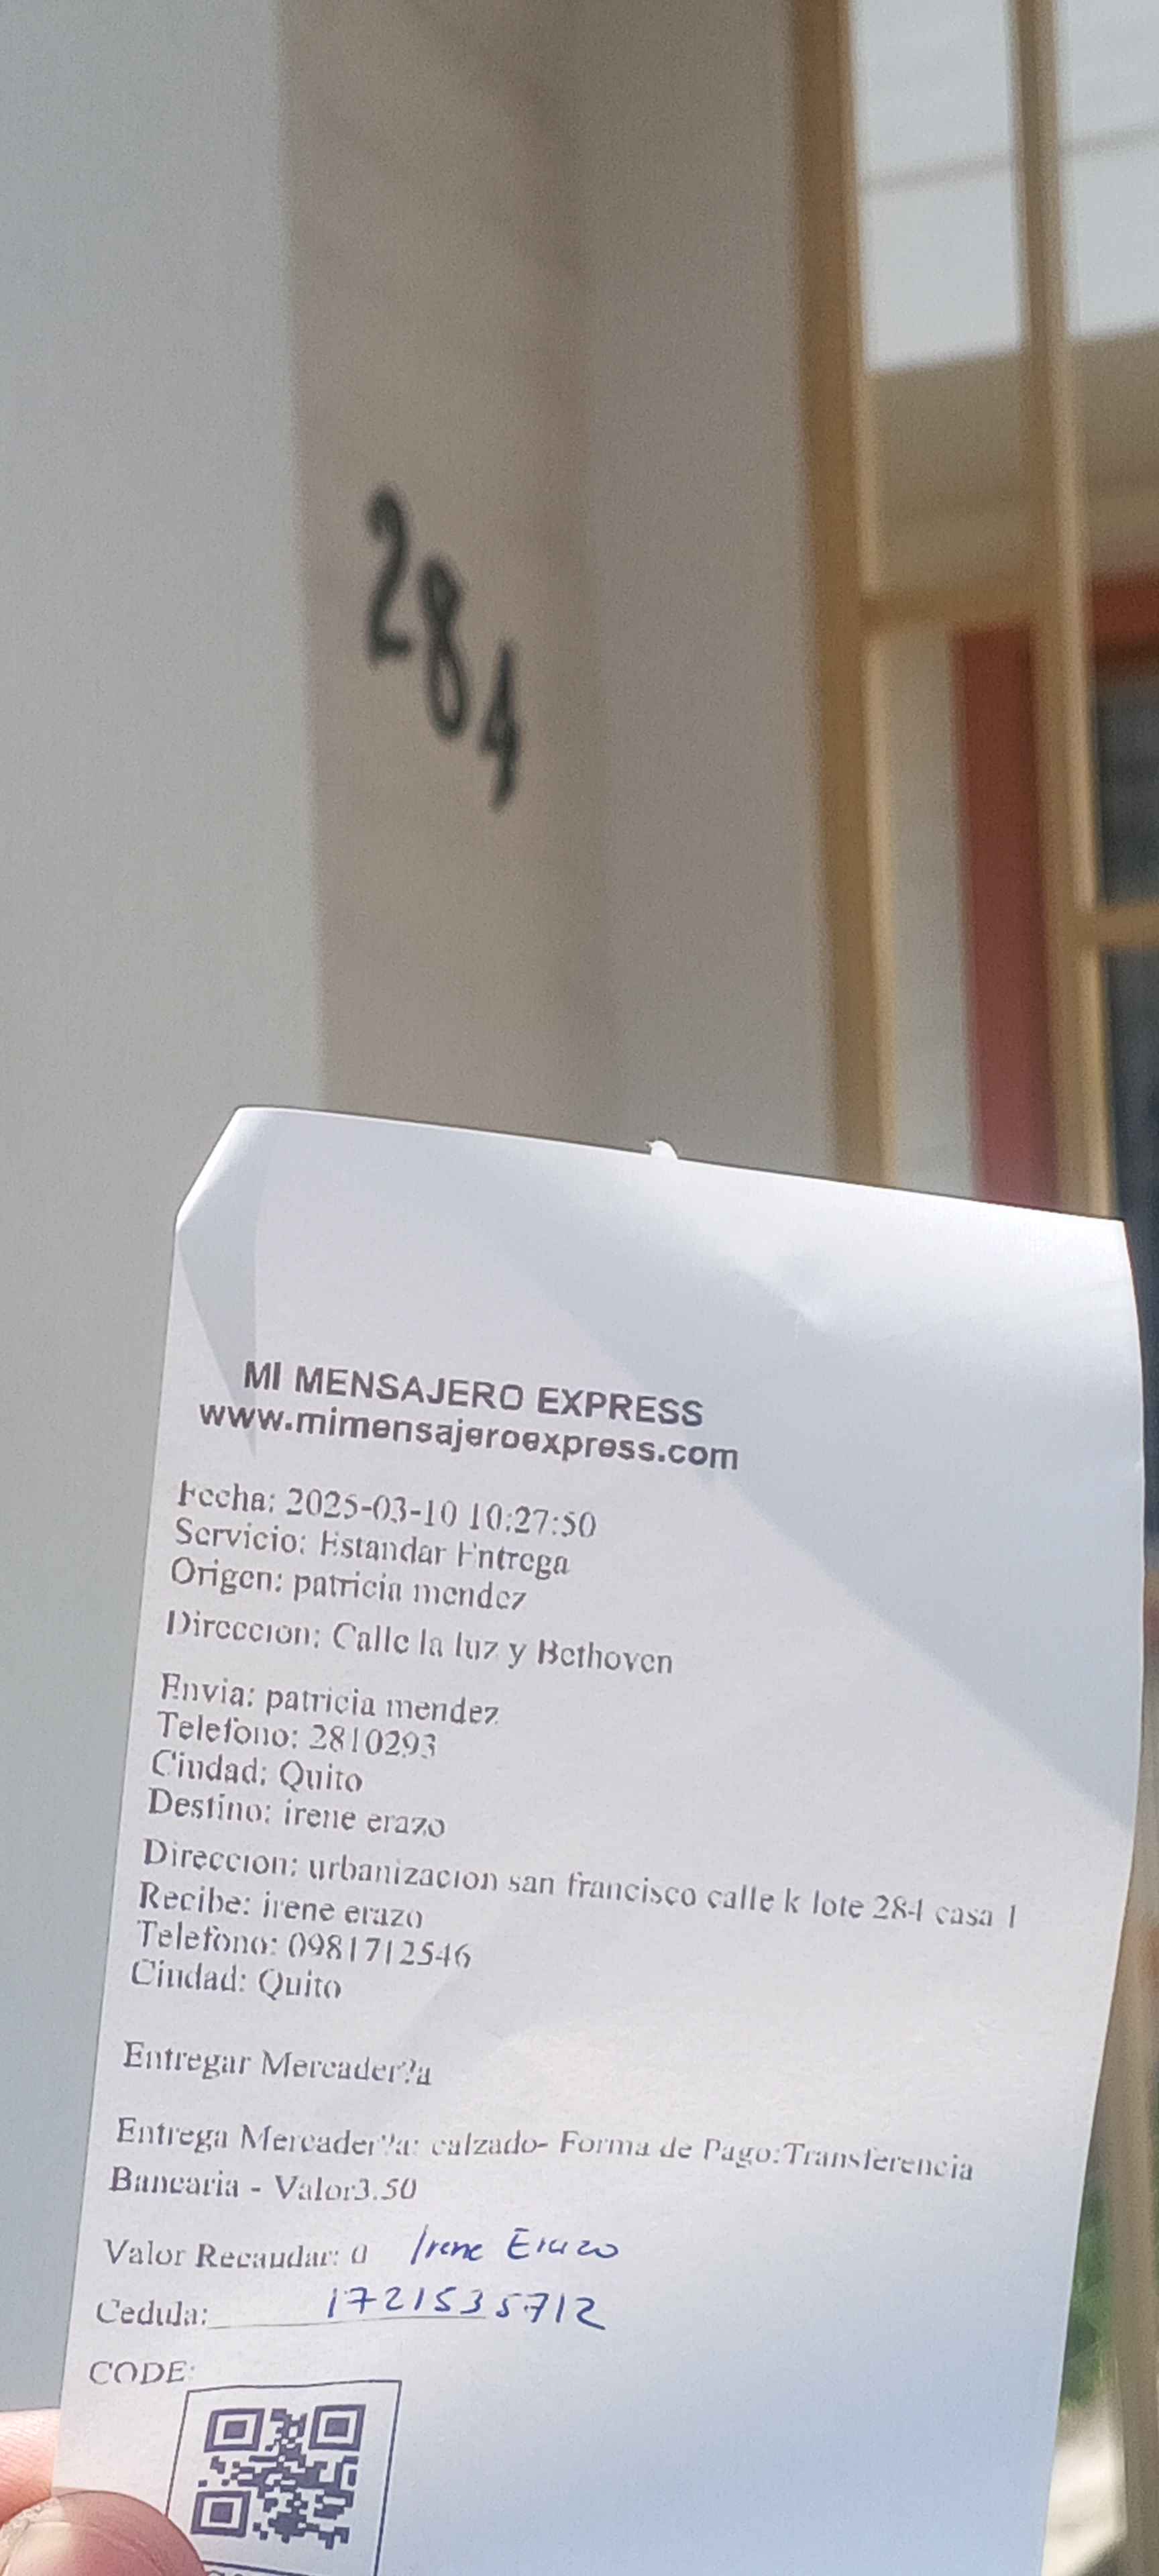 284
MI MENSAJERO EXPRESS
www.mimensajeroexpress.com
Fecha: 2025-03-10 10:27:50
Servicio: Estandar Entrega
Origen: patricia mendez
Direccion: Calle la luz y Bethoven
Envia: patricia mendez
Telefono: 2810293
Ciudad: Quito
Destino: irene erazo
Direccion: urbanizacion san francisco calle k lote 284 casa 1
Recibe: irene erazo
Telefono: 0981712546
Ciudad: Quito
Entregar Mercader?a
Entrega Mercader?a: calzado- Forma de Pago:Transferencia
Bancaria - Valor3.50
Valor Recaudar: 0 Irene Erazo
Cedula: 1721535712
CODE: